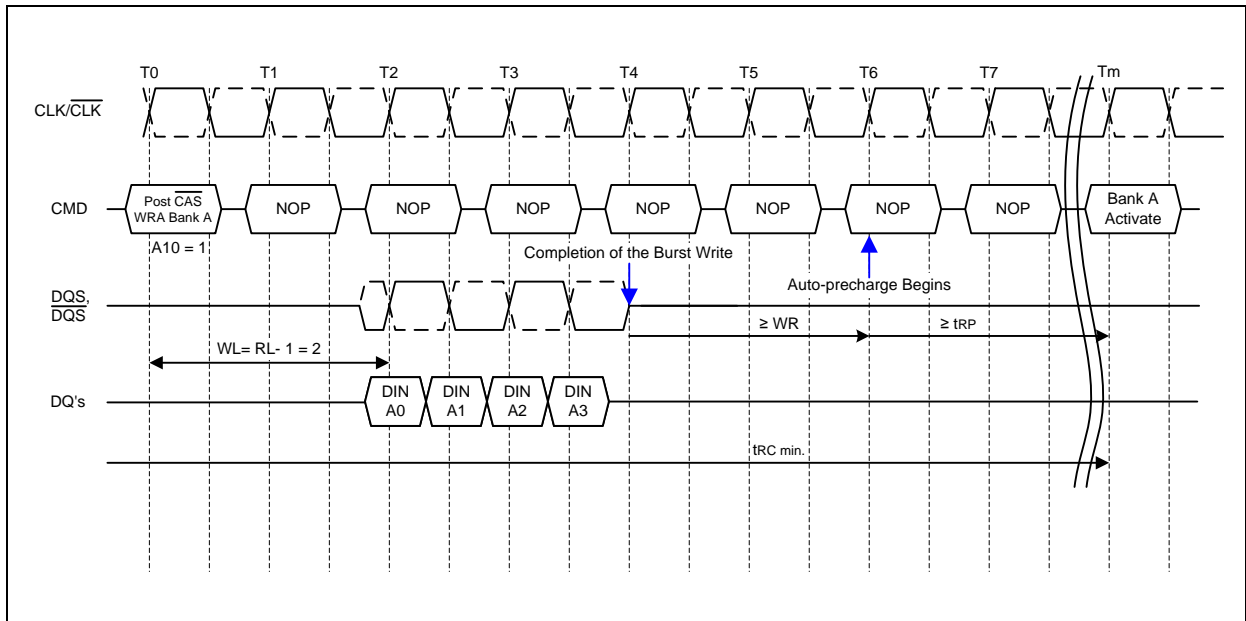 T0 T1 T2 T3 T4 T5 T6 T7 Tm
CLK/CLK
CMD
Post CAS
WRA Bank A
NOP NOP NOP NOP NOP NOP NOP
Bank A
Activate
A10 = 1
Completion of the Burst Write
Auto-precharge Begins
DQS,
DQS
≥ WR
≥ tRP
WL= RL- 1 = 2
DQ's
DIN
A0
DIN
A1
DIN
A2
DIN
A3
tRC min.